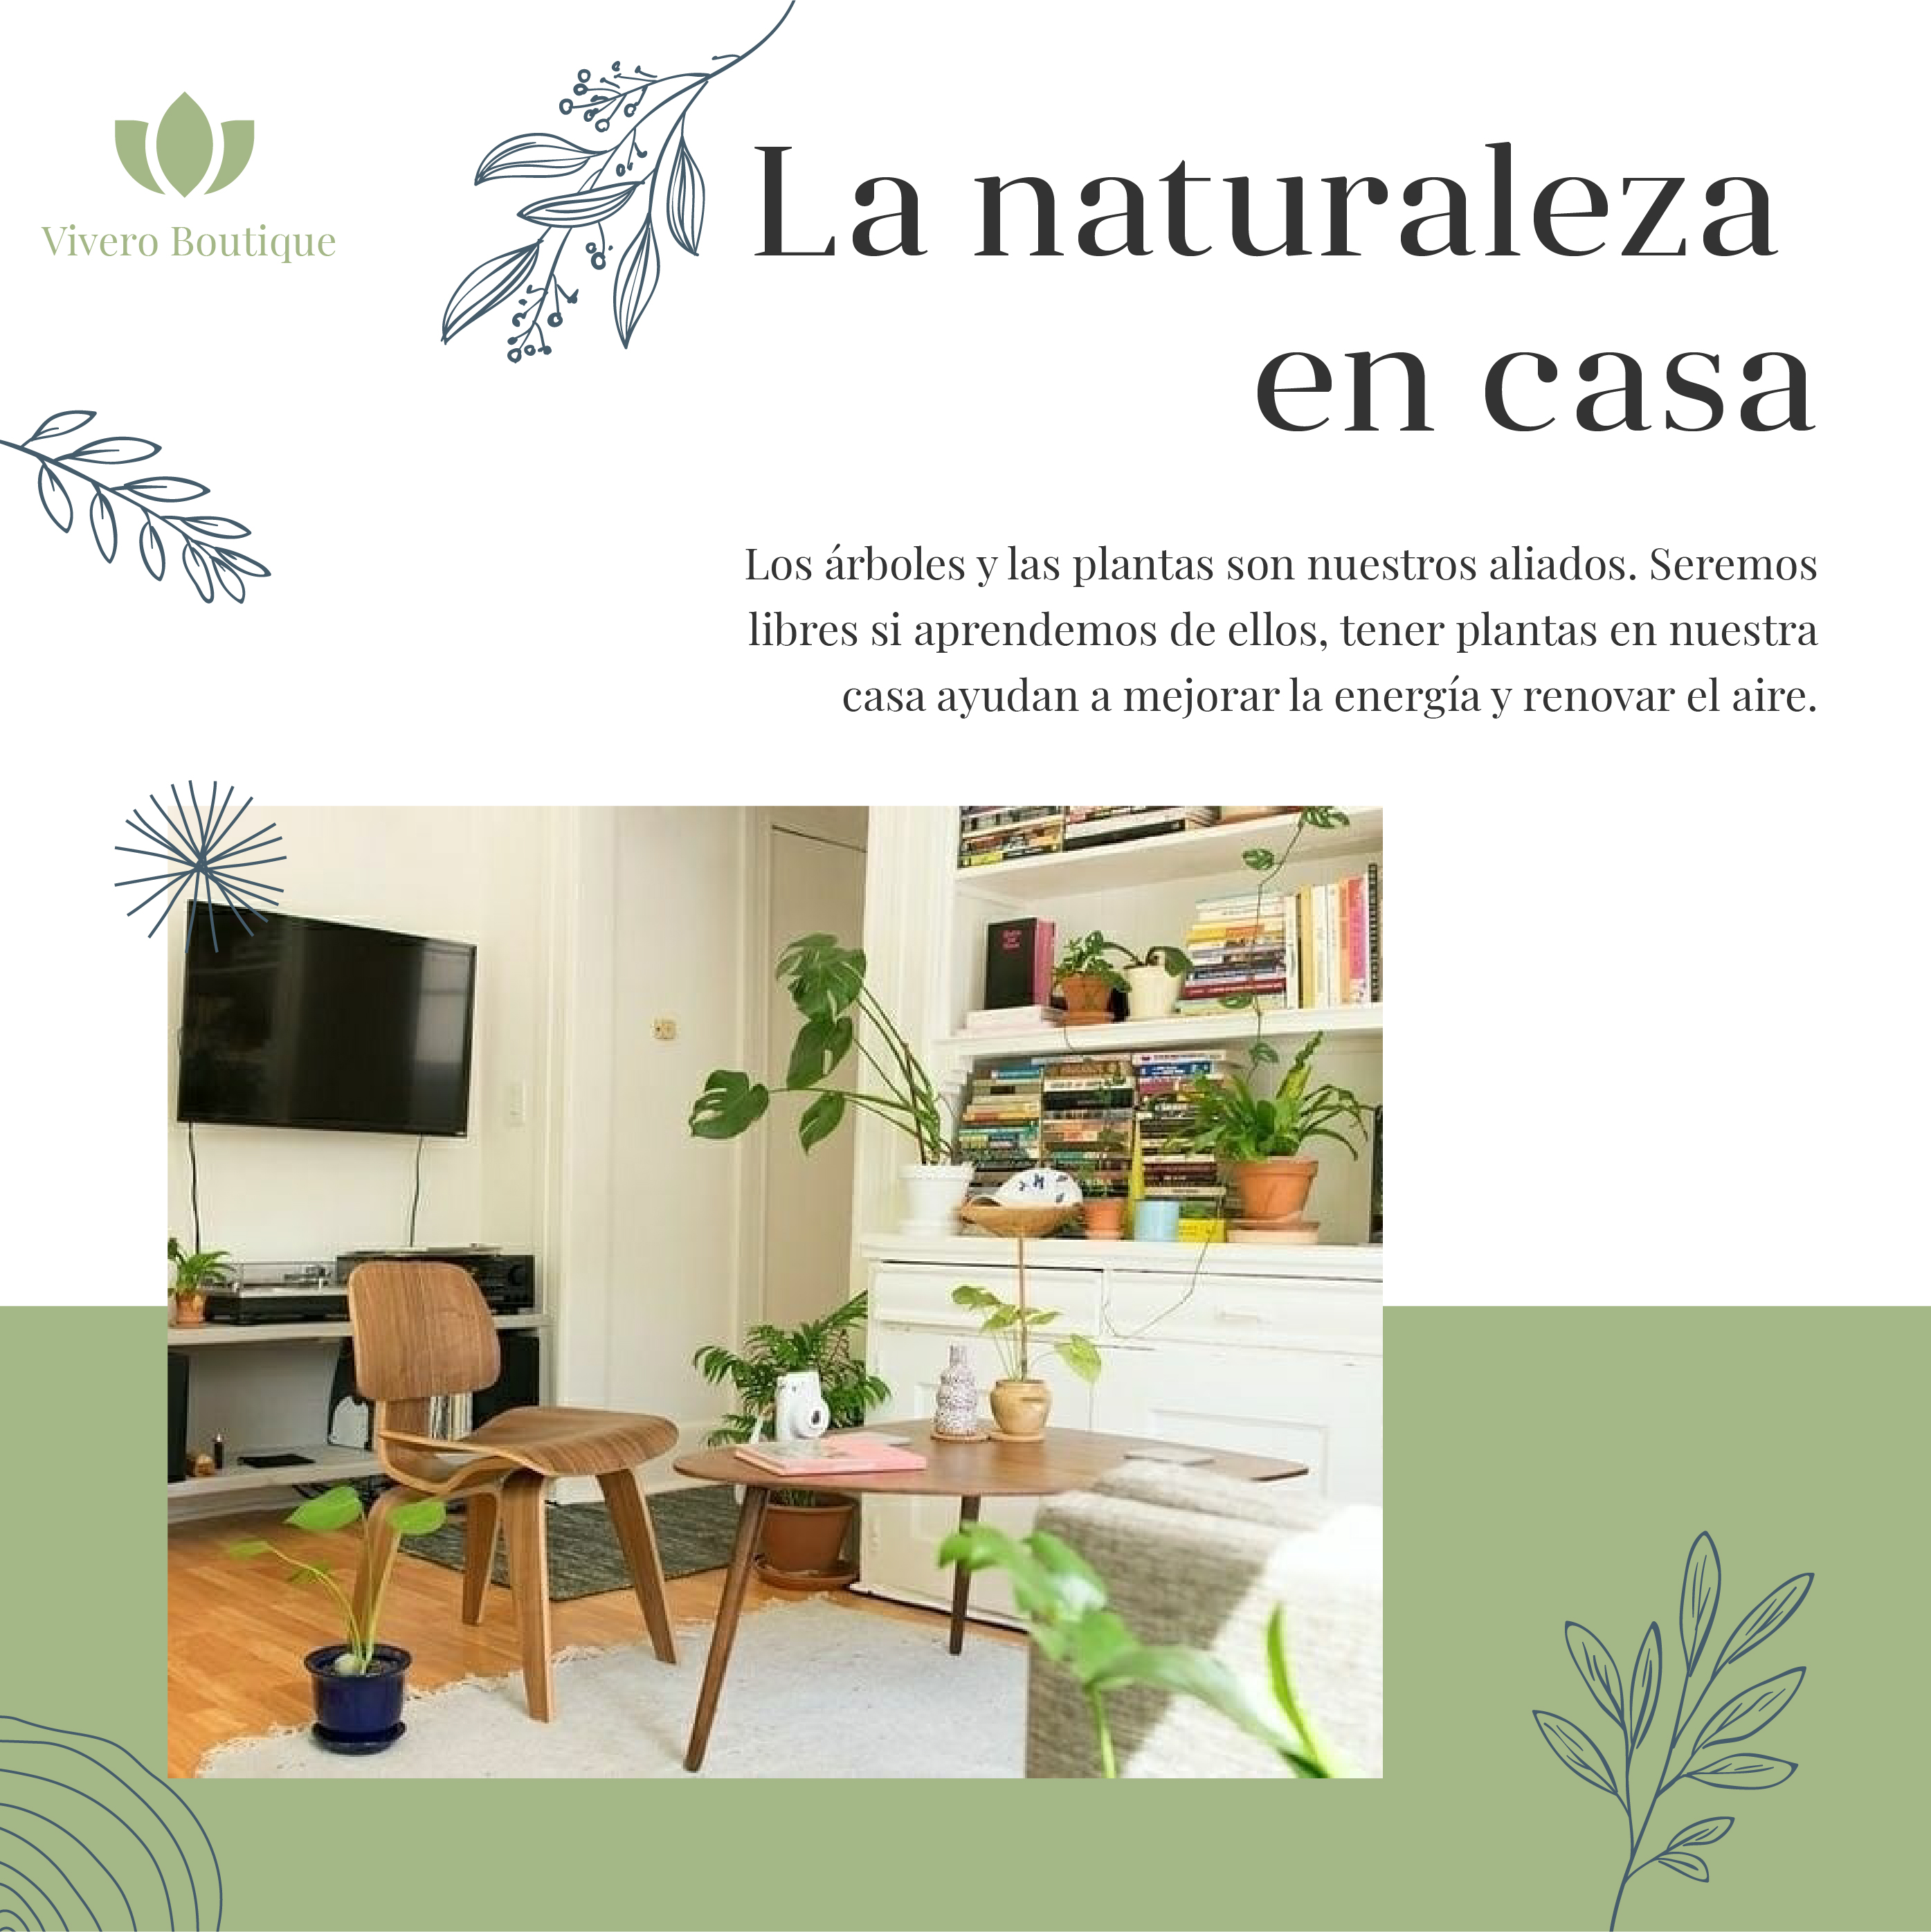 Vivero Boutique
La naturaleza
en casa
Los árboles y las plantas son nuestros aliados. Seremos
libres si aprendemos de ellos, tener plantas en nuestra
casa ayudan a mejorar la energía y renovar el aire.